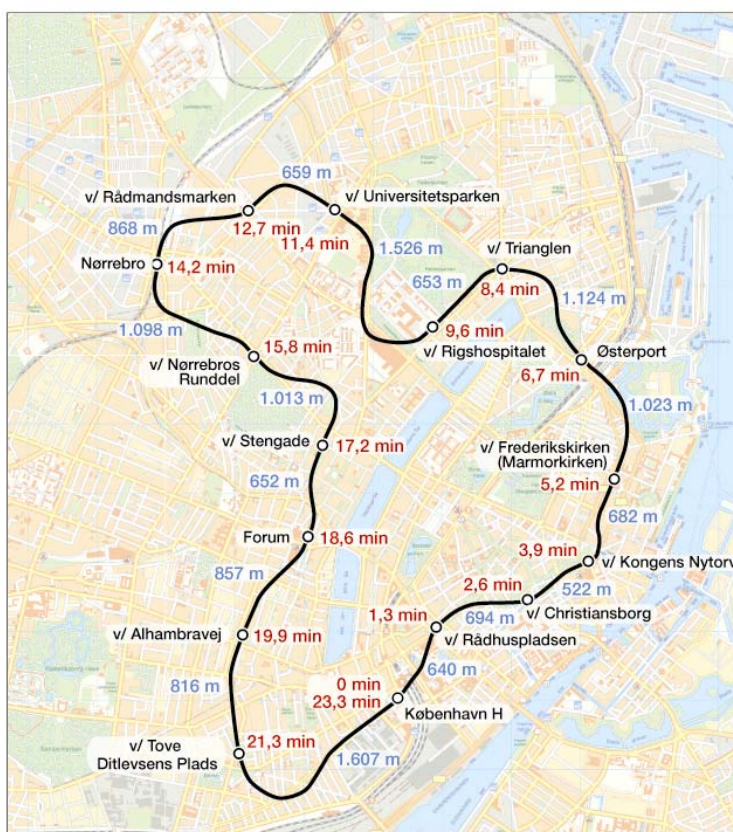 659 m
v/ Rådmandsmarken
v/ Universitetsparken
868 m
12,7 min
11,4 min
1.526 m
v/ Trianglen
Nørrebro
14,2 min
653 m
8,4 min
1.124 m
1.098 m
9,6 min
15,8 min
v/ Rigshospitalet
Østerport
v/ Nørrebros
Runddel
6,7 min
1.013 m
1.023 m
v/ Stengade
17,2 min
v/ Frederikskirken
(Marmorkirken)
652 m
5,2 min
682 m
Forum
18,6 min
3,9 min
v/ Kongens Nytorv
857 m
2,6 min
522 m
1,3 min
694 m
v/ Christiansborg
v/ Alhambravej
19,9 min
v/ Rådhuspladsen
640 m
816 m
0 min
23,3 min
København H
v/ Tove
Ditlevsens Plads
21,3 min
1.607 m